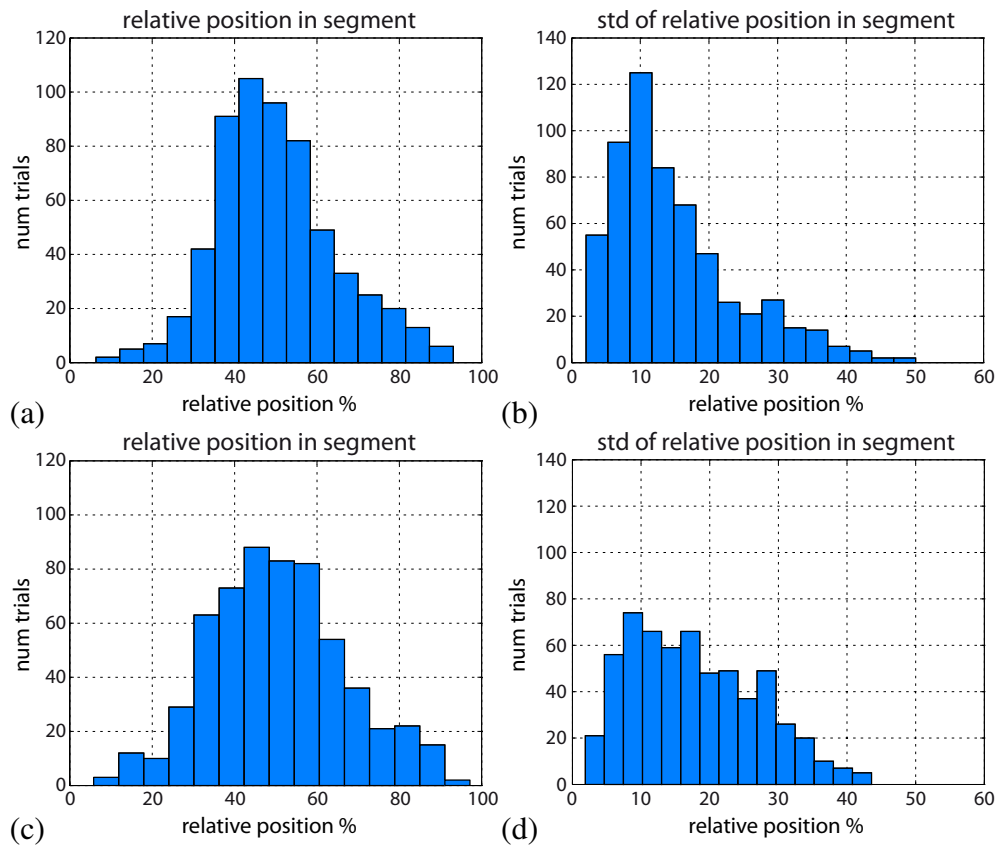 relative position in segment
120
100
80
60
40
20
0
num trials
0 20 40 60 80 100
relative position %
(a)
std of relative position in segment
140
120
100
80
60
40
20
0
num trials
0 10 20 30 40 50 60
relative position %
(b)
relative position in segment
120
100
80
60
40
20
0
num trials
0 20 40 60 80 100
relative position %
(c)
std of relative position in segment
140
120
100
80
60
40
20
0
num trials
0 10 20 30 40 50 60
relative position %
(d)